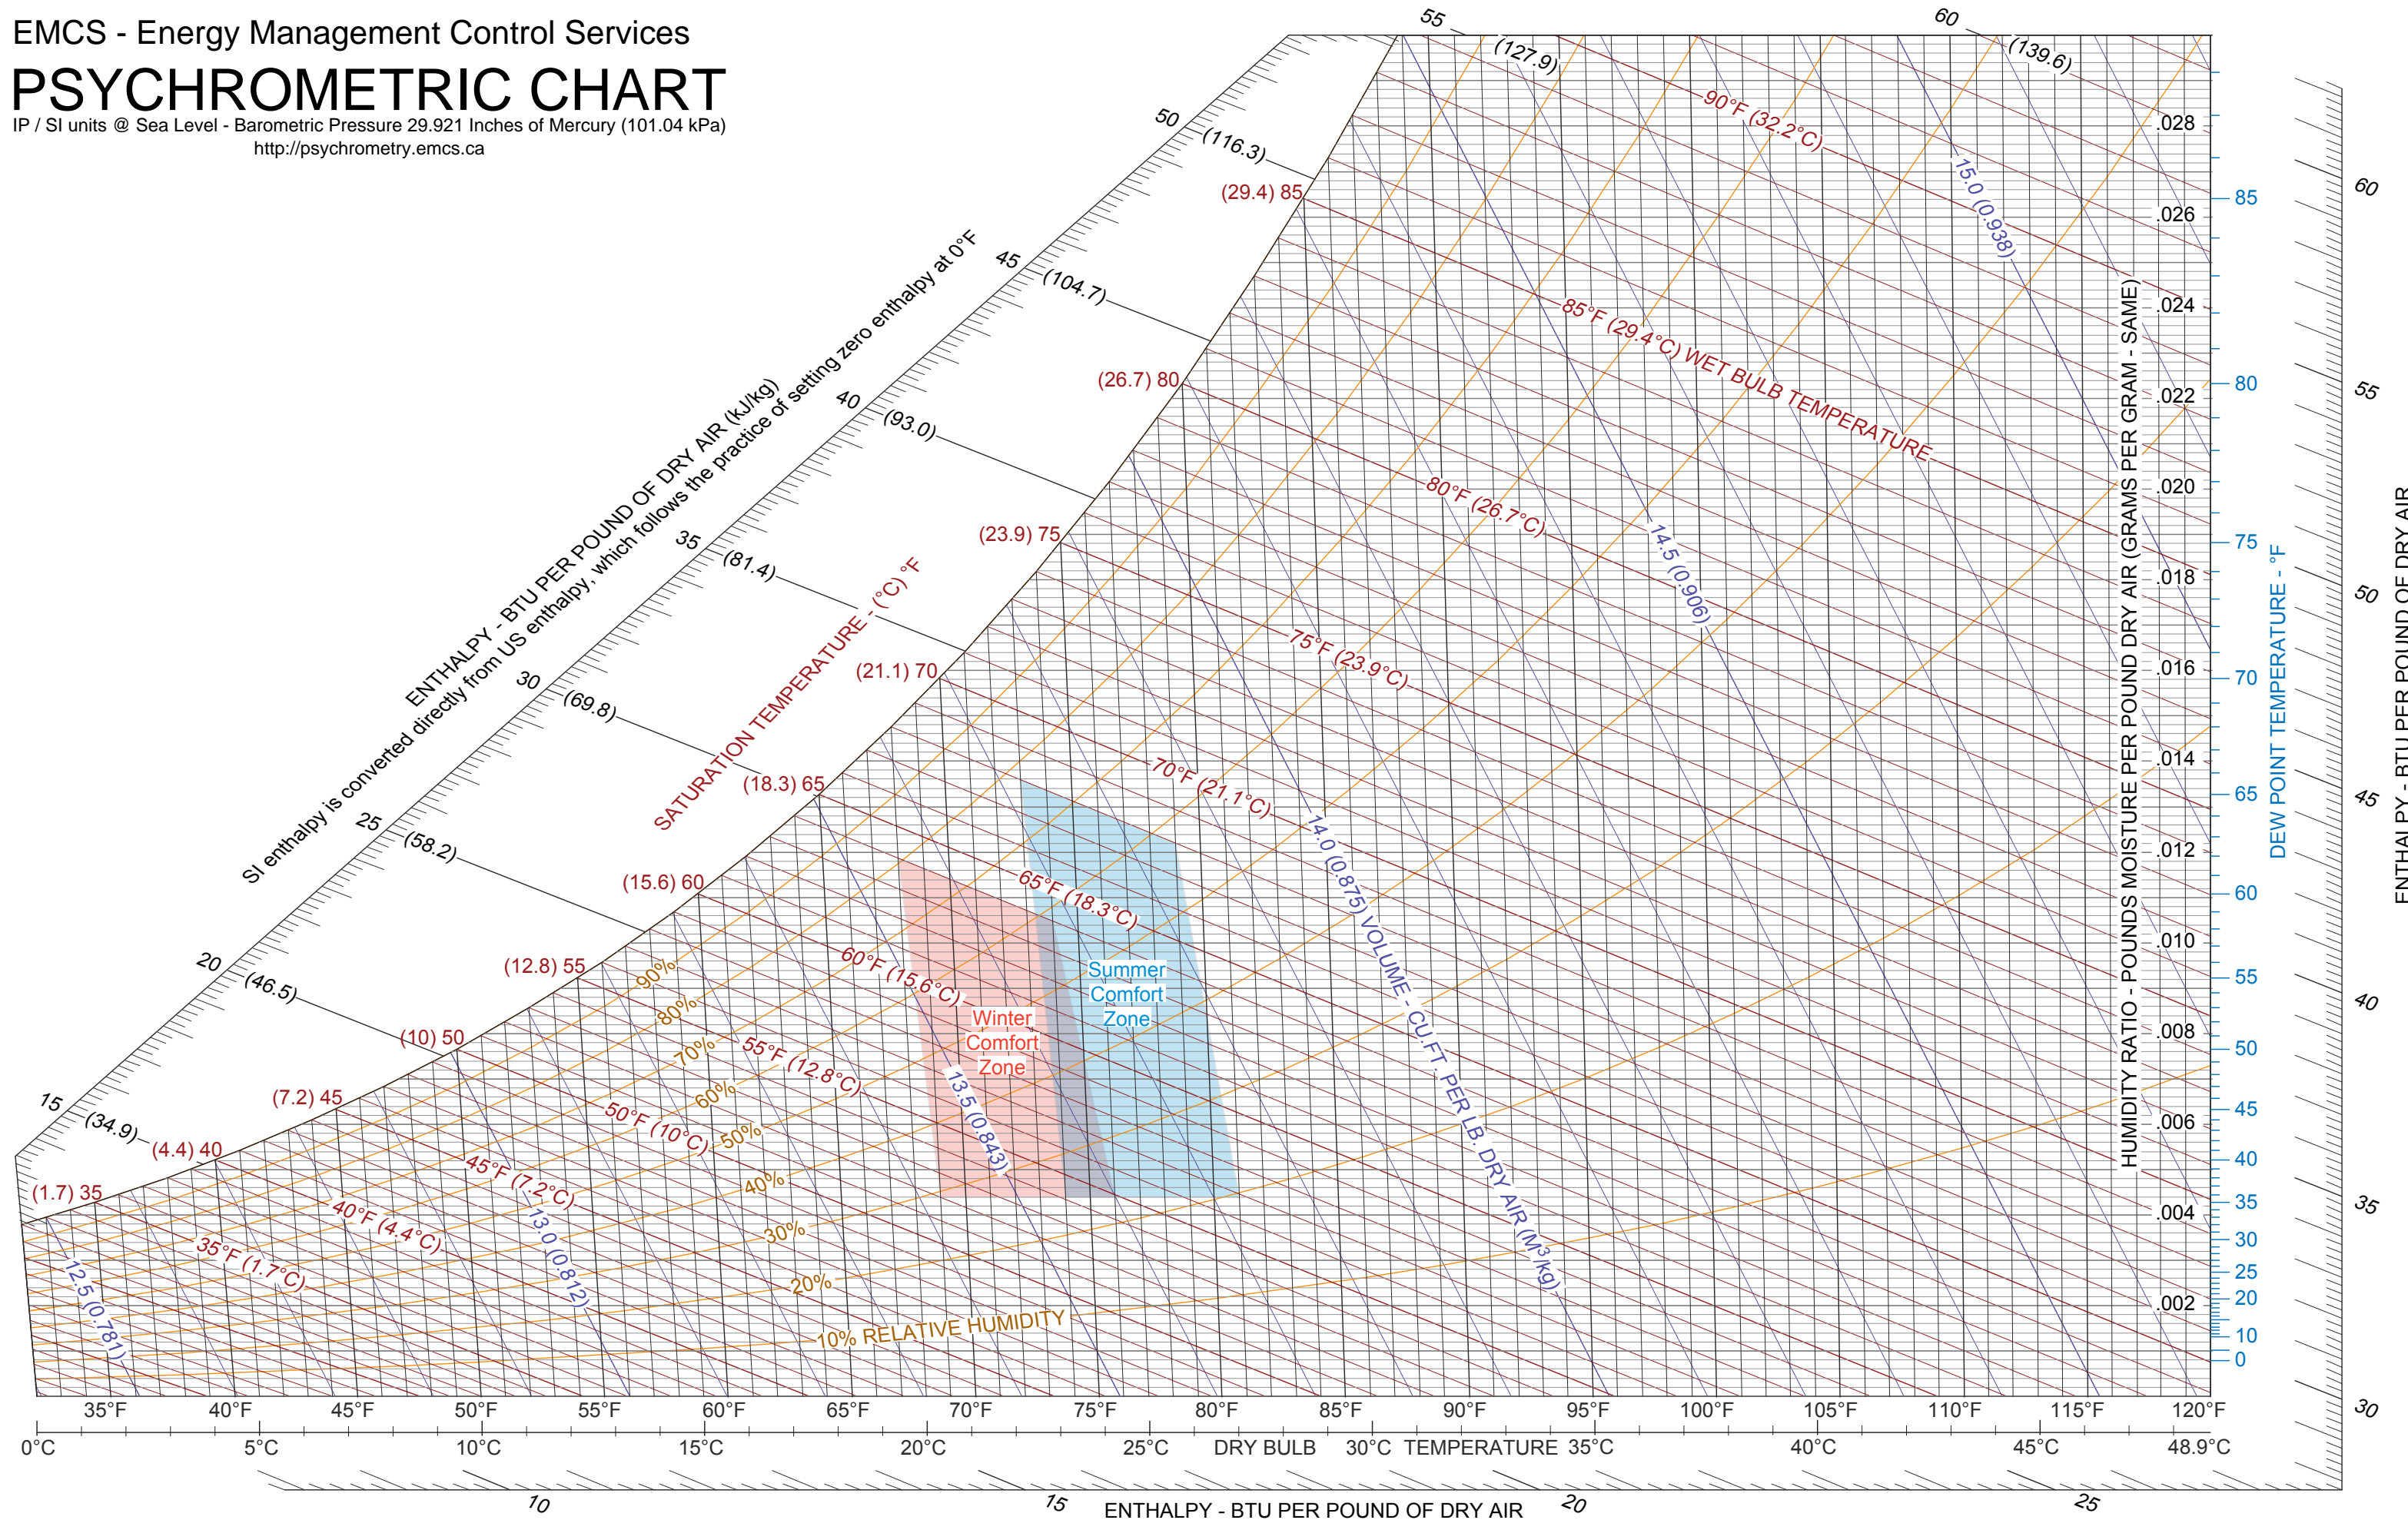 EMCS - Energy Management Control Services
PSYCHROMETRIC CHART
IP / SI units @ Sea Level - Barometric Pressure 29.921 Inches of Mercury (101.04 kPa)
http://psychrometry.emcs.ca
ENTHALPY - BTU PER POUND OF DRY AIR (kJ/kg)
SI enthalpy is converted directly from US enthalpy, which follows the practice of setting zero enthalpy at 0°F
15 (34.9)
20 (46.5)
25 (58.2)
30 (69.8)
35 (81.4)
40 (93.0)
45 (104.7)
50 (116.3)
55 (127.9)
60 (139.6)
SATURATION TEMPERATURE - (°C) °F
(1.7) 35
(4.4) 40
(7.2) 45
(10) 50
(12.8) 55
(15.6) 60
(18.3) 65
(21.1) 70
(23.9) 75
(26.7) 80
(29.4) 85
35°F (1.7°C)
40°F (4.4°C)
45°F (7.2°C)
50°F (10°C)
55°F (12.8°C)
60°F (15.6°C)
65°F (18.3°C)
70°F (21.1°C)
75°F (23.9°C)
80°F (26.7°C)
85°F (29.4°C) WET BULB TEMPERATURE
90°F (32.2°C)
90%
80%
70%
60%
50%
40%
30%
20%
10% RELATIVE HUMIDITY
12.5 (0.781)
13.0 (0.812)
13.5 (0.843)
14.0 (0.875) VOLUME - CU.FT. PER LB. DRY AIR (M³/kg)
14.5 (0.906)
15.0 (0.938)
Winter
Comfort
Zone
Summer
Comfort
Zone
.028
.026
.024
.022
.020
.018
.016
.014
.012
.010
.008
.006
.004
.002
HUMIDITY RATIO - POUNDS MOISTURE PER POUND DRY AIR (GRAMS PER GRAM - SAME)
85
80
75
70
65
60
55
50
45
40
35
30
25
20
10
0
DEW POINT TEMPERATURE - °F
60
55
50
45
40
35
30
ENTHALPY - BTU PER POUND OF DRY AIR
35°F 40°F 45°F 50°F 55°F 60°F 65°F 70°F 75°F 80°F 85°F 90°F 95°F 100°F 105°F 110°F 115°F 120°F
0°C 5°C 10°C 15°C 20°C 25°C DRY BULB 30°C TEMPERATURE 35°C 40°C 45°C 48.9°C
10 15 20 25
ENTHALPY - BTU PER POUND OF DRY AIR